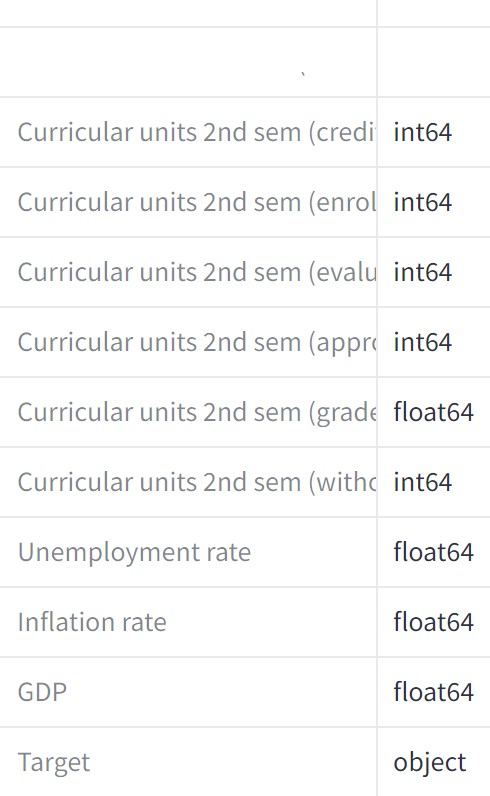 Curricular units 2nd sem (credi int64
Curricular units 2nd sem (enrol int64
Curricular units 2nd sem (evalu int64
Curricular units 2nd sem (appro int64
Curricular units 2nd sem (grade float64
Curricular units 2nd sem (witho int64
Unemployment rate float64
Inflation rate float64
GDP float64
Target object